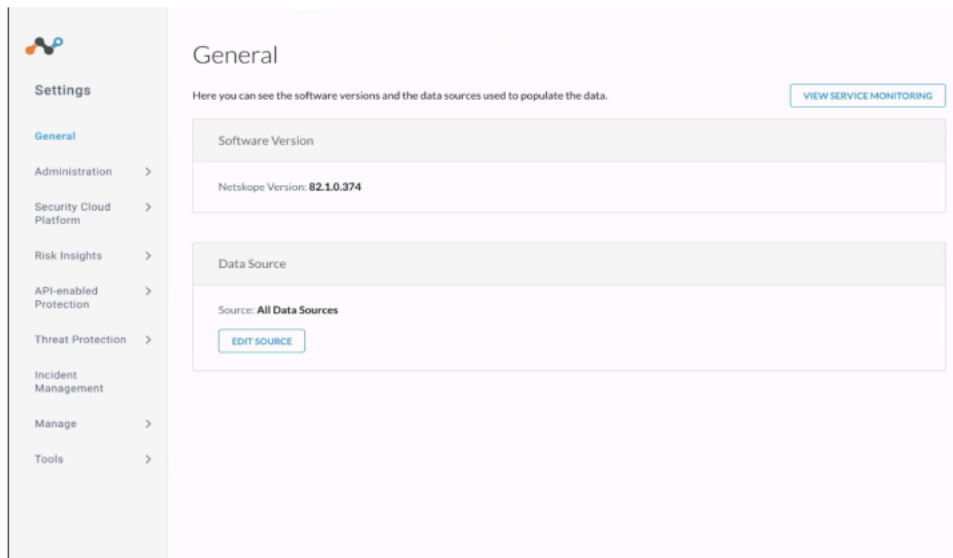 Settings
General
Administration
Security Cloud
Platform
Risk Insights
API-enabled
Protection
Threat Protection
Incident
Management
Manage
Tools
General
Here you can see the software versions and the data sources used to populate the data.
VIEW SERVICE MONITORING
Software Version
Netskope Version: 82.1.0.374
Data Source
Source: All Data Sources
EDIT SOURCE